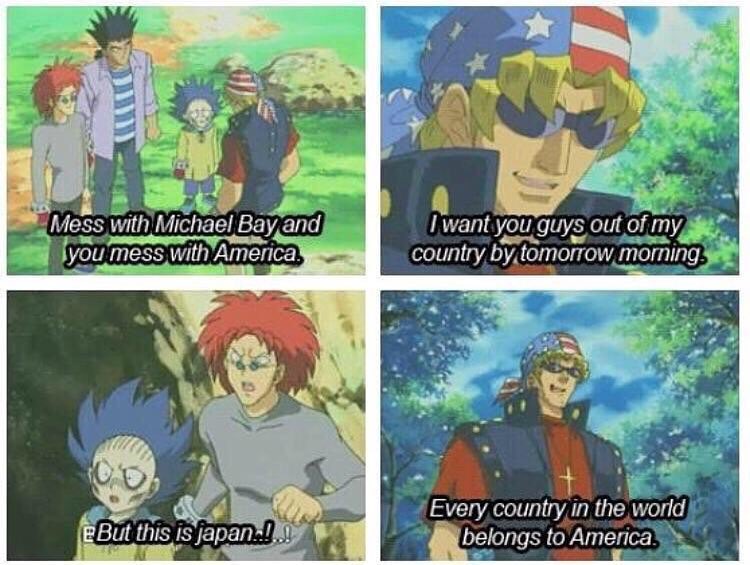 Mess with Michael Bay and
you mess with America.
I want you guys out of my
country by tomorrow morning.
But this is japan..!
Every country in the world
belongs to America.